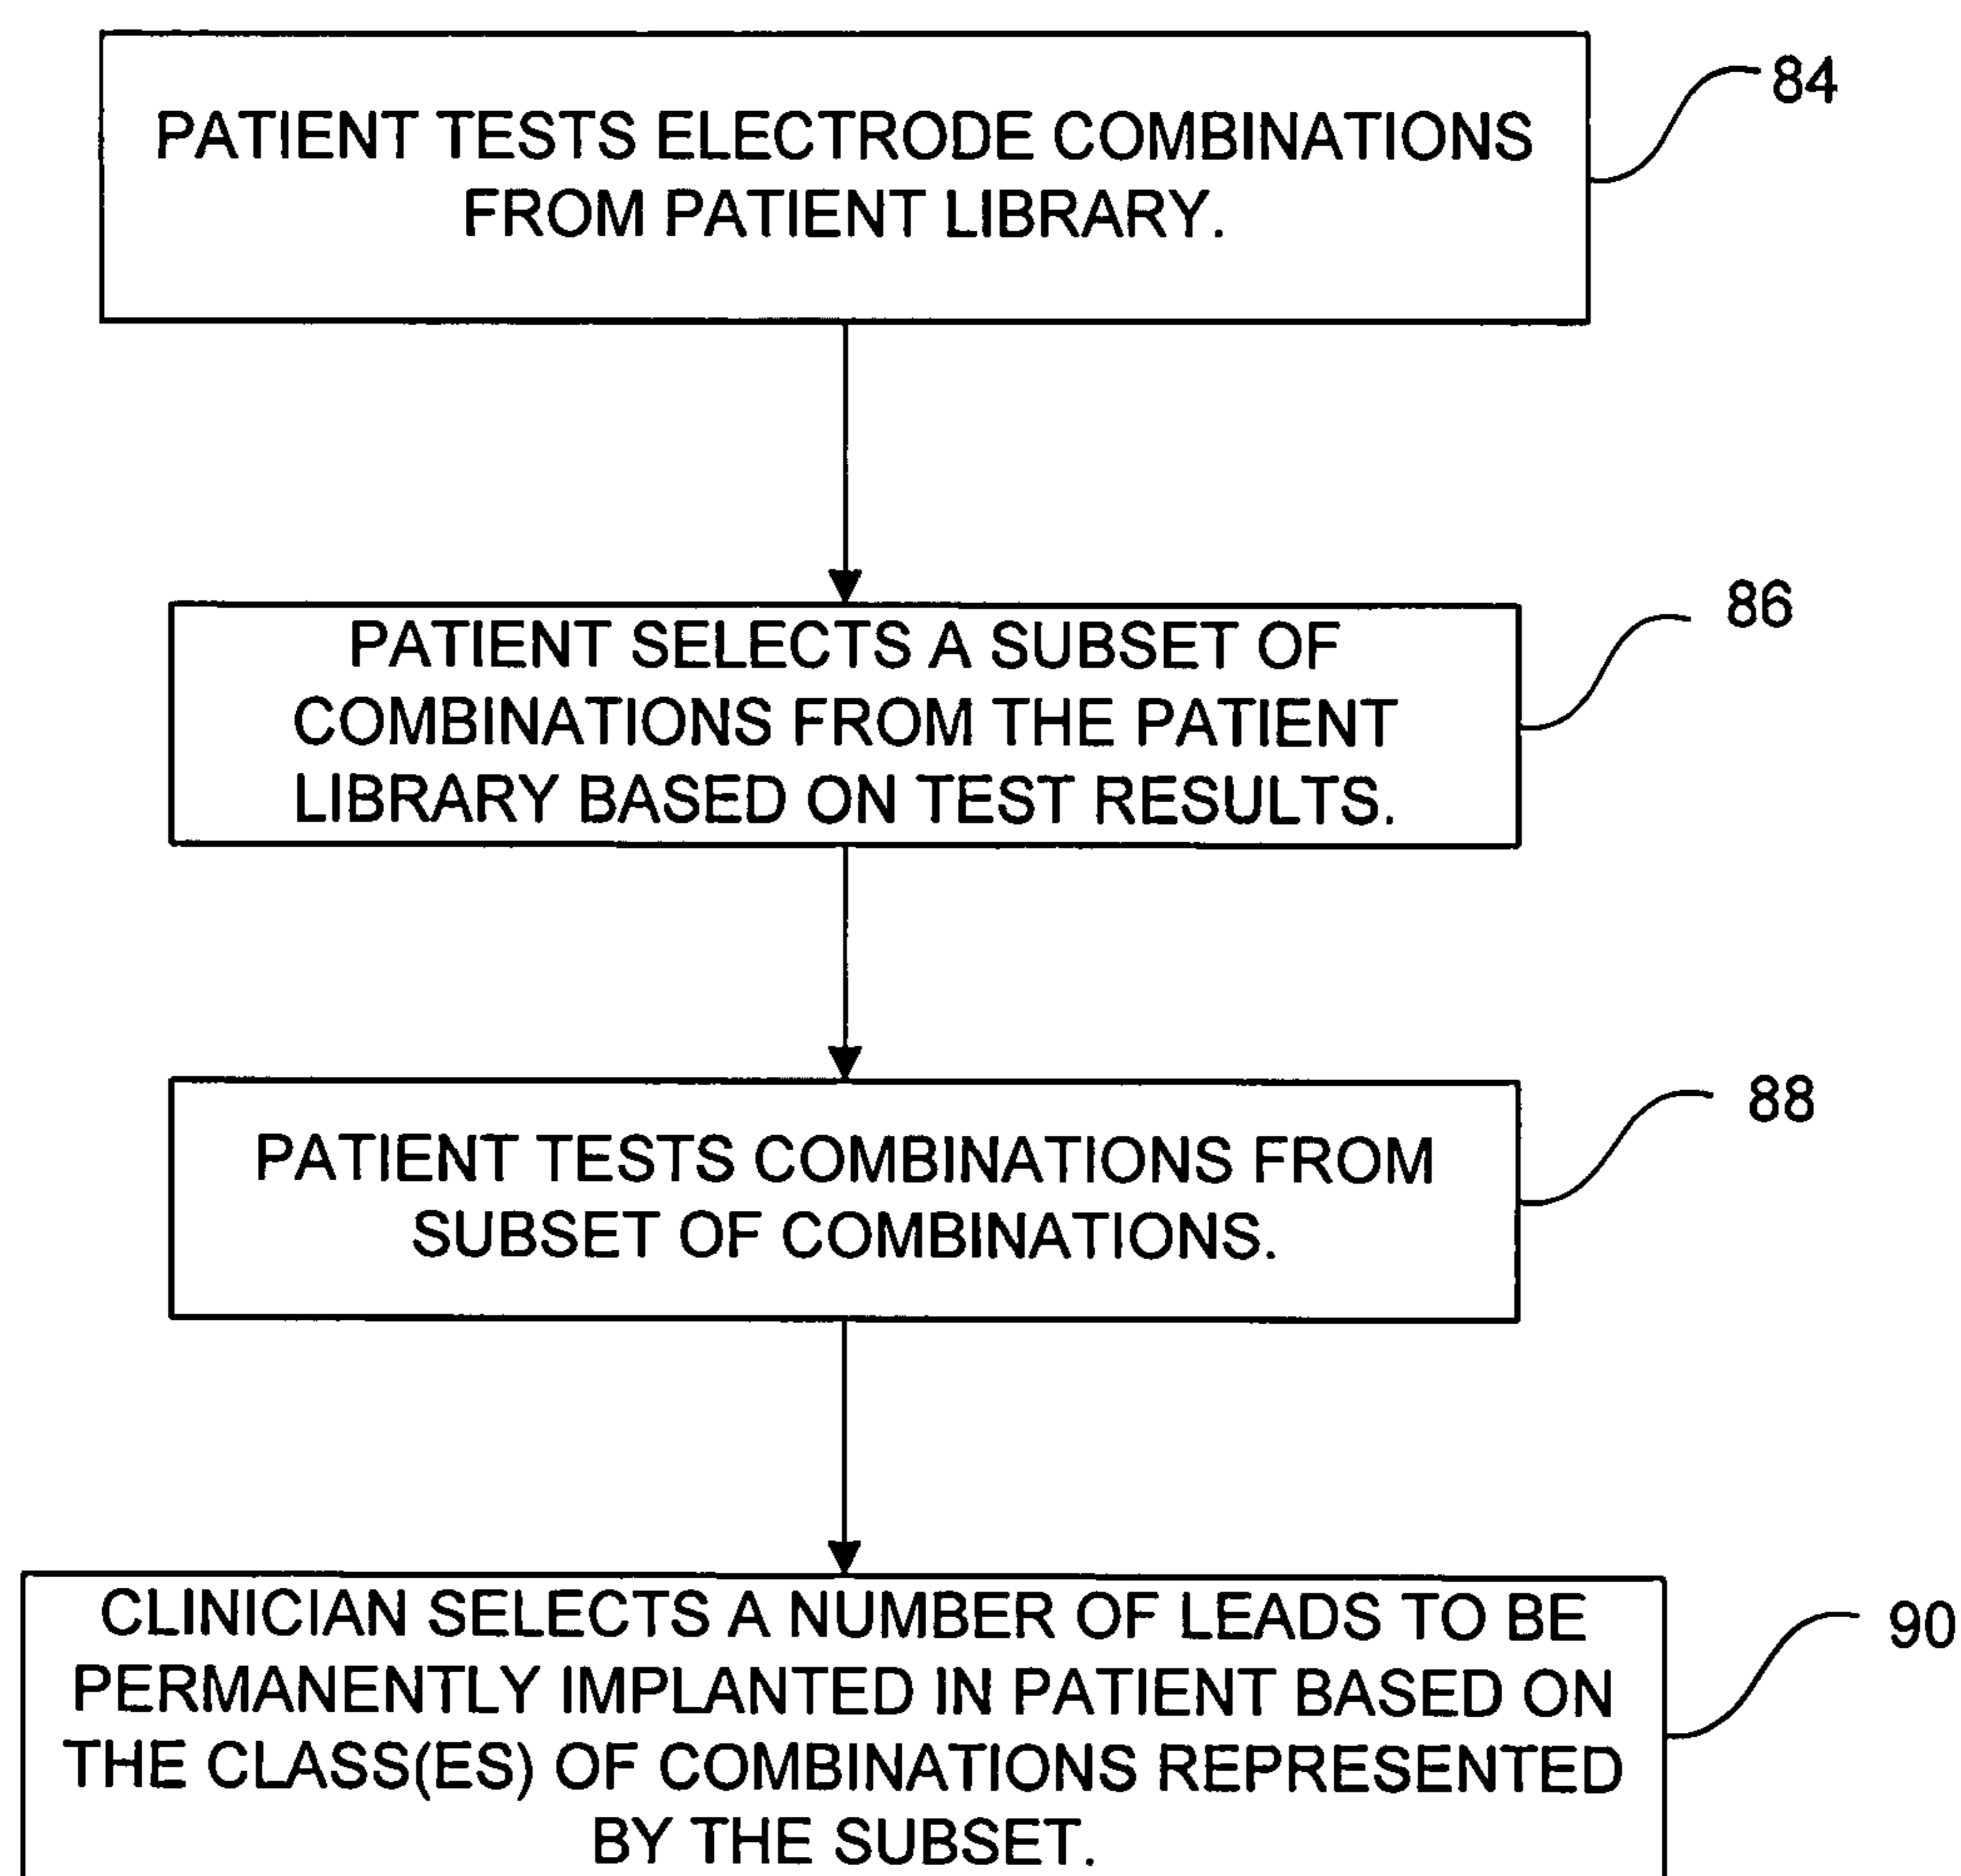 84
PATIENT TESTS ELECTRODE COMBINATIONS
FROM PATIENT LIBRARY.
86
PATIENT SELECTS A SUBSET OF
COMBINATIONS FROM THE PATIENT
LIBRARY BASED ON TEST RESULTS.
88
PATIENT TESTS COMBINATIONS FROM
SUBSET OF COMBINATIONS.
90
CLINICIAN SELECTS A NUMBER OF LEADS TO BE
PERMANENTLY IMPLANTED IN PATIENT BASED ON
THE CLASS(ES) OF COMBINATIONS REPRESENTED
BY THE SUBSET.